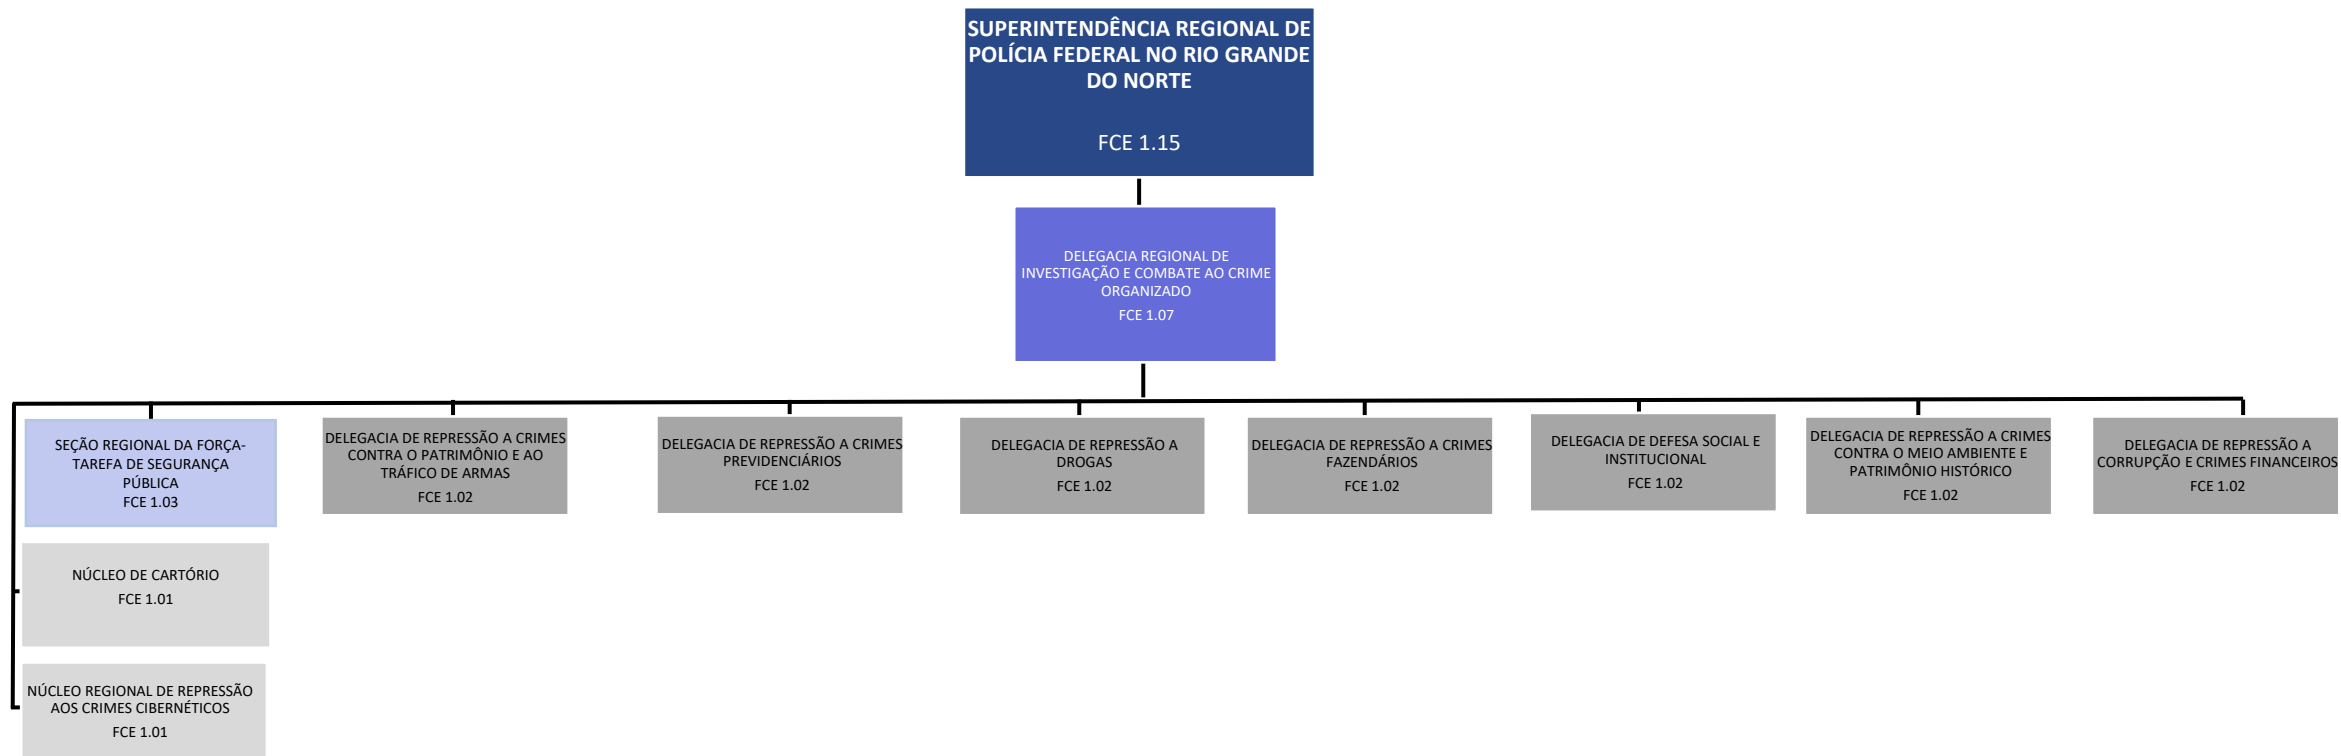 SUPERINTENDÊNCIA REGIONAL DE
POLÍCIA FEDERAL NO RIO GRANDE
DO NORTE
FCE 1.15
DELEGACIA REGIONAL DE
INVESTIGAÇÃO E COMBATE AO CRIME
ORGANIZADO
FCE 1.07
SEÇÃO REGIONAL DA FORÇA-
TAREFA DE SEGURANÇA
PÚBLICA
FCE 1.03
DELEGACIA DE REPRESSÃO A CRIMES
CONTRA O PATRIMÔNIO E AO
TRÁFICO DE ARMAS
FCE 1.02
DELEGACIA DE REPRESSÃO A CRIMES
PREVIDENCIÁRIOS
FCE 1.02
DELEGACIA DE REPRESSÃO A
DROGAS
FCE 1.02
DELEGACIA DE REPRESSÃO A CRIMES
FAZENDÁRIOS
FCE 1.02
DELEGACIA DE DEFESA SOCIAL E
INSTITUCIONAL
FCE 1.02
DELEGACIA DE REPRESSÃO A CRIMES
CONTRA O MEIO AMBIENTE E
PATRIMÔNIO HISTÓRICO
FCE 1.02
DELEGACIA DE REPRESSÃO A
CORRUPÇÃO E CRIMES FINANCEIROS
FCE 1.02
NÚCLEO DE CARTÓRIO
FCE 1.01
NÚCLEO REGIONAL DE REPRESSÃO
AOS CRIMES CIBERNÉTICOS
FCE 1.01